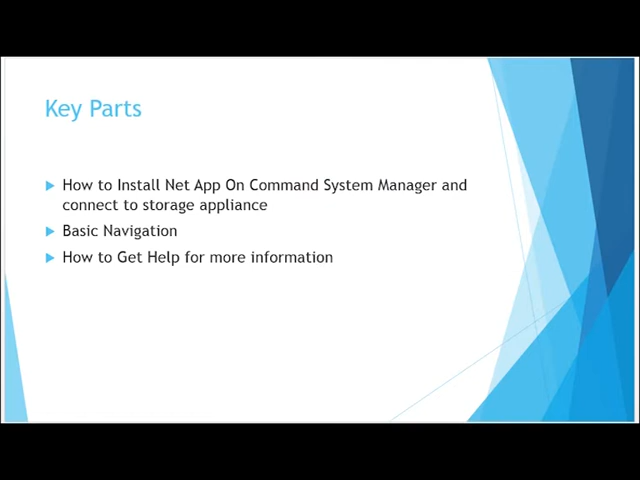 Key Parts
How to Install Net App On Command System Manager and
connect to storage appliance
Basic Navigation
How to Get Help for more information